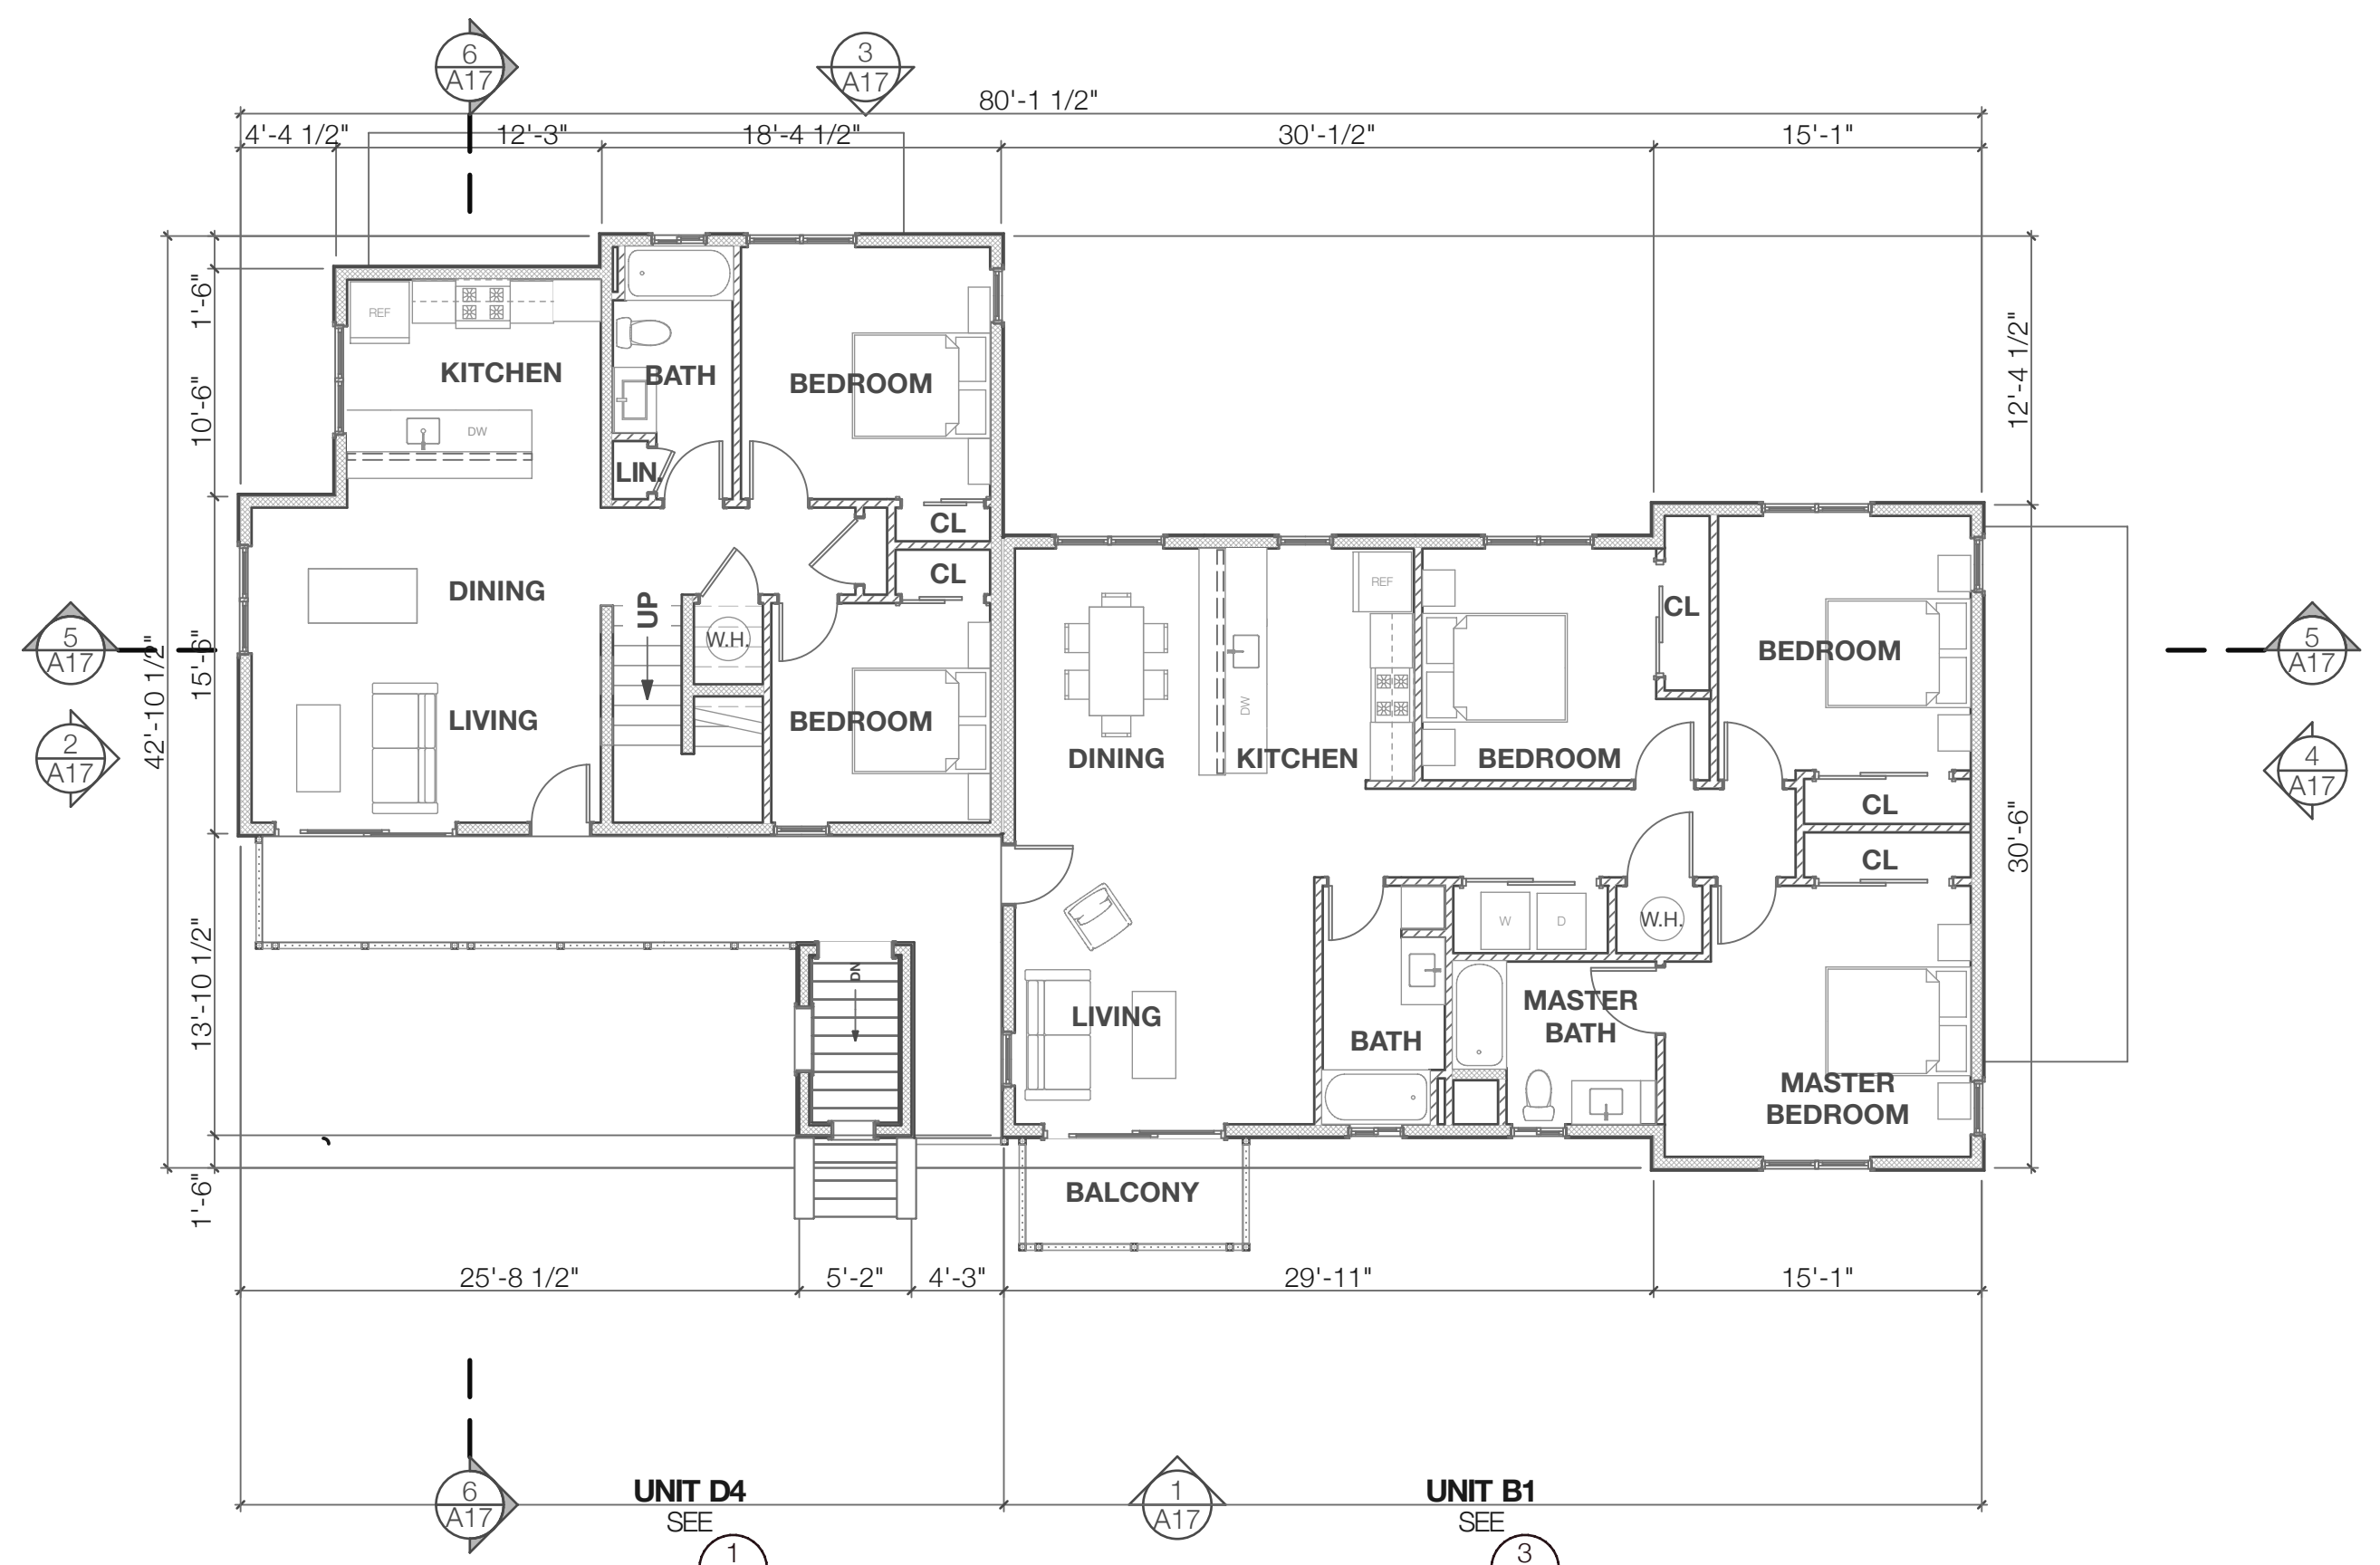 6
A17
3
A17
80'-1 1/2"
4'-4 1/2"
12'-3"
18'-4 1/2"
30'-1/2"
15'-1"
1'-6"
10'-6"
15'-6"
42'-10 1/2"
13'-10 1/2"
1'-6"
12'-4 1/2"
30'-6"
REF
KITCHEN
DW
BATH
LIN.
BEDROOM
CL
CL
DINING
UP
W.H.
LIVING
BEDROOM
5
A17
2
A17
REF
CL
BEDROOM
DW
DINING
KITCHEN
BEDROOM
CL
CL
5
A17
4
A17
W
D
W.H.
DN
LIVING
BATH
MASTER
BATH
MASTER
BEDROOM
BALCONY
25'-8 1/2"
5'-2"
4'-3"
29'-11"
15'-1"
6
A17
UNIT D4
SEE
1
1
A17
UNIT B1
SEE
3